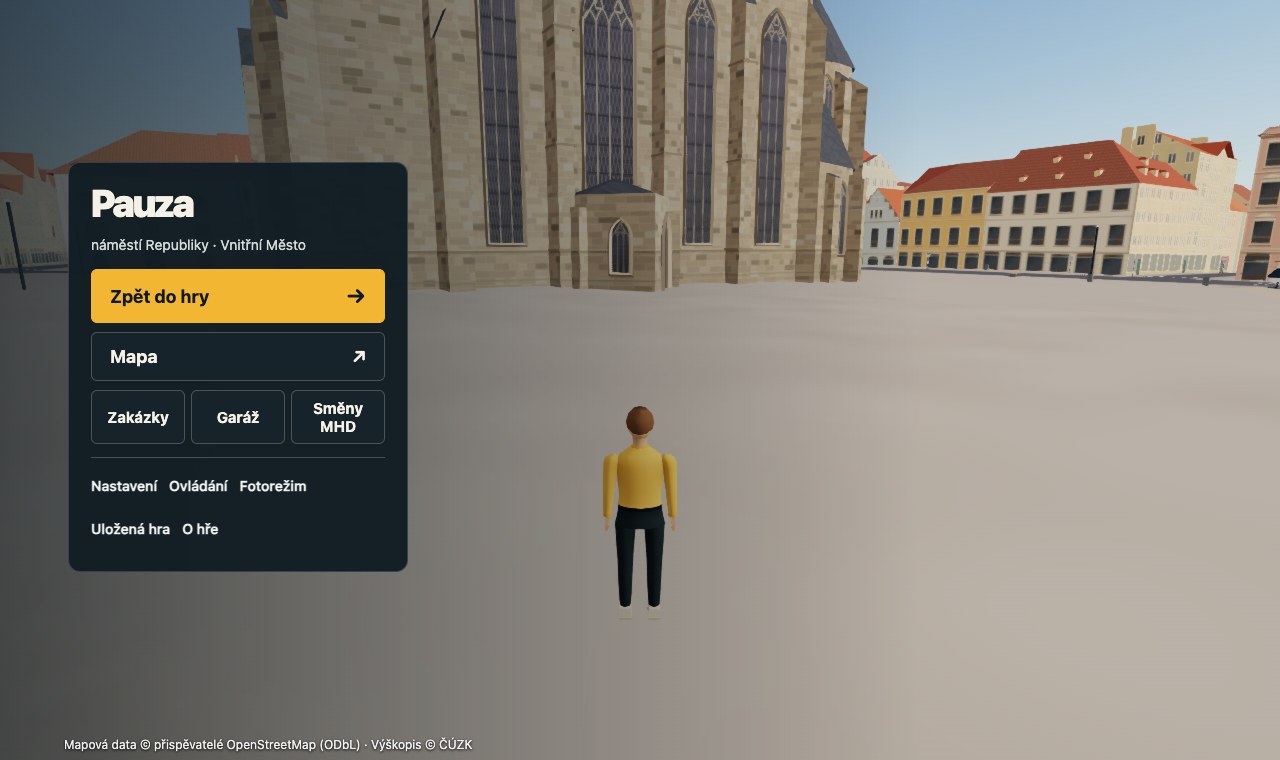 Pauza
náměstí Republiky · Vnitřní Město
Zpět do hry
Mapa
Zakázky
Garáž
Směny
MHD
Nastavení Ovládání Fotorežim
Uložená hra O hře
Mapová data © přispěvatelé OpenStreetMap (ODbL) · Výškopis © ČÚZK